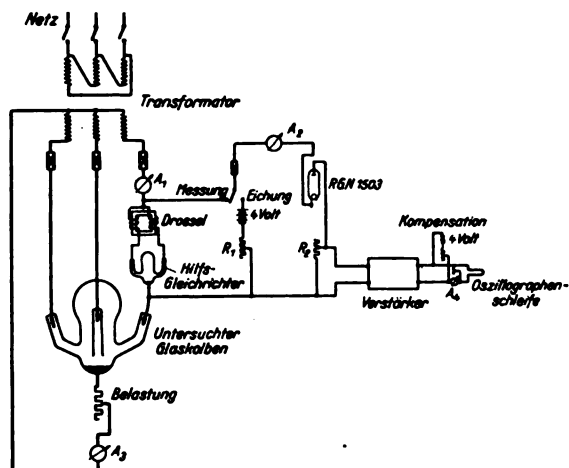 Netz
Transformator
A2
A1
Messung
Eichung
4 Volt
RGN 1503
Drossel
R1
R2
Kompensation
4 Volt
Hilfs-
Gleichrichter
Verstärker
A4
Oszillographen-
schleife
Untersuchter
Glaskolben
Belastung
A3